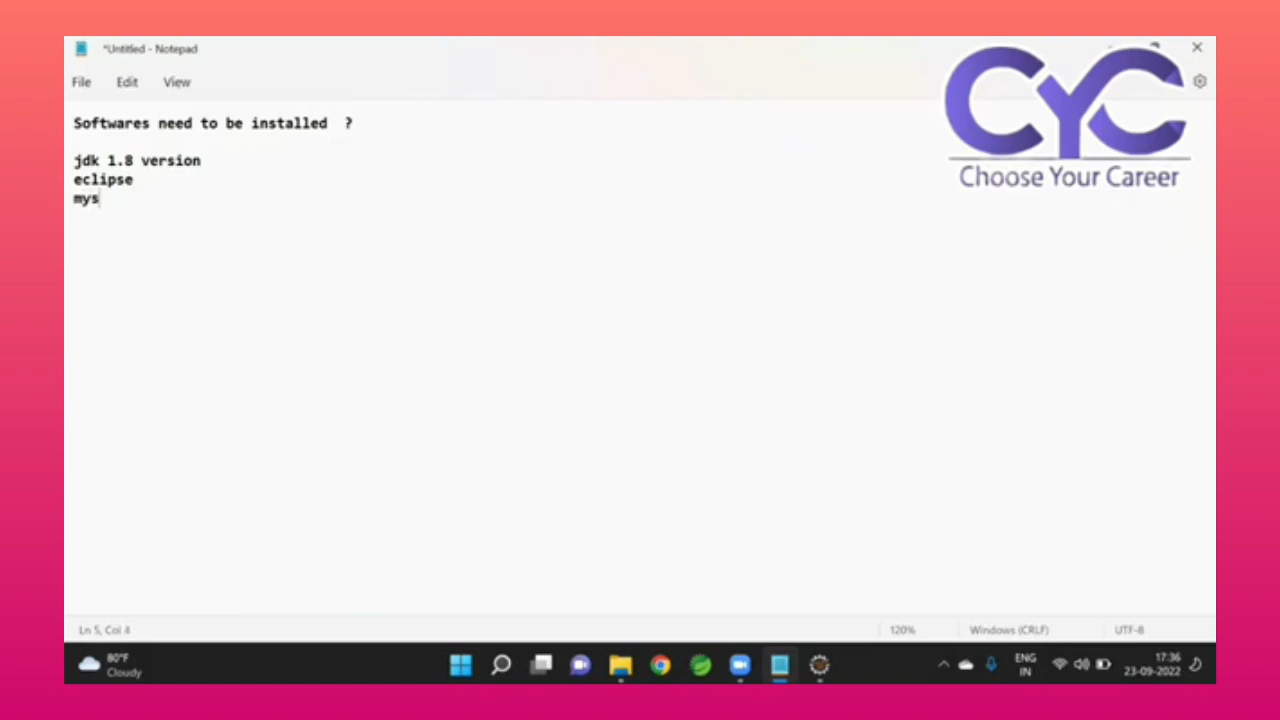 *Untitled - Notepad
File Edit View
CYC
Choose Your Career
Softwares need to be installed ?
jdk 1.8 version
eclipse
mys
Ln 5, Col 4
120%
Windows (CRLF)
UTF-8
80°F
Cloudy
ENG
IN
17:36
23-09-2022